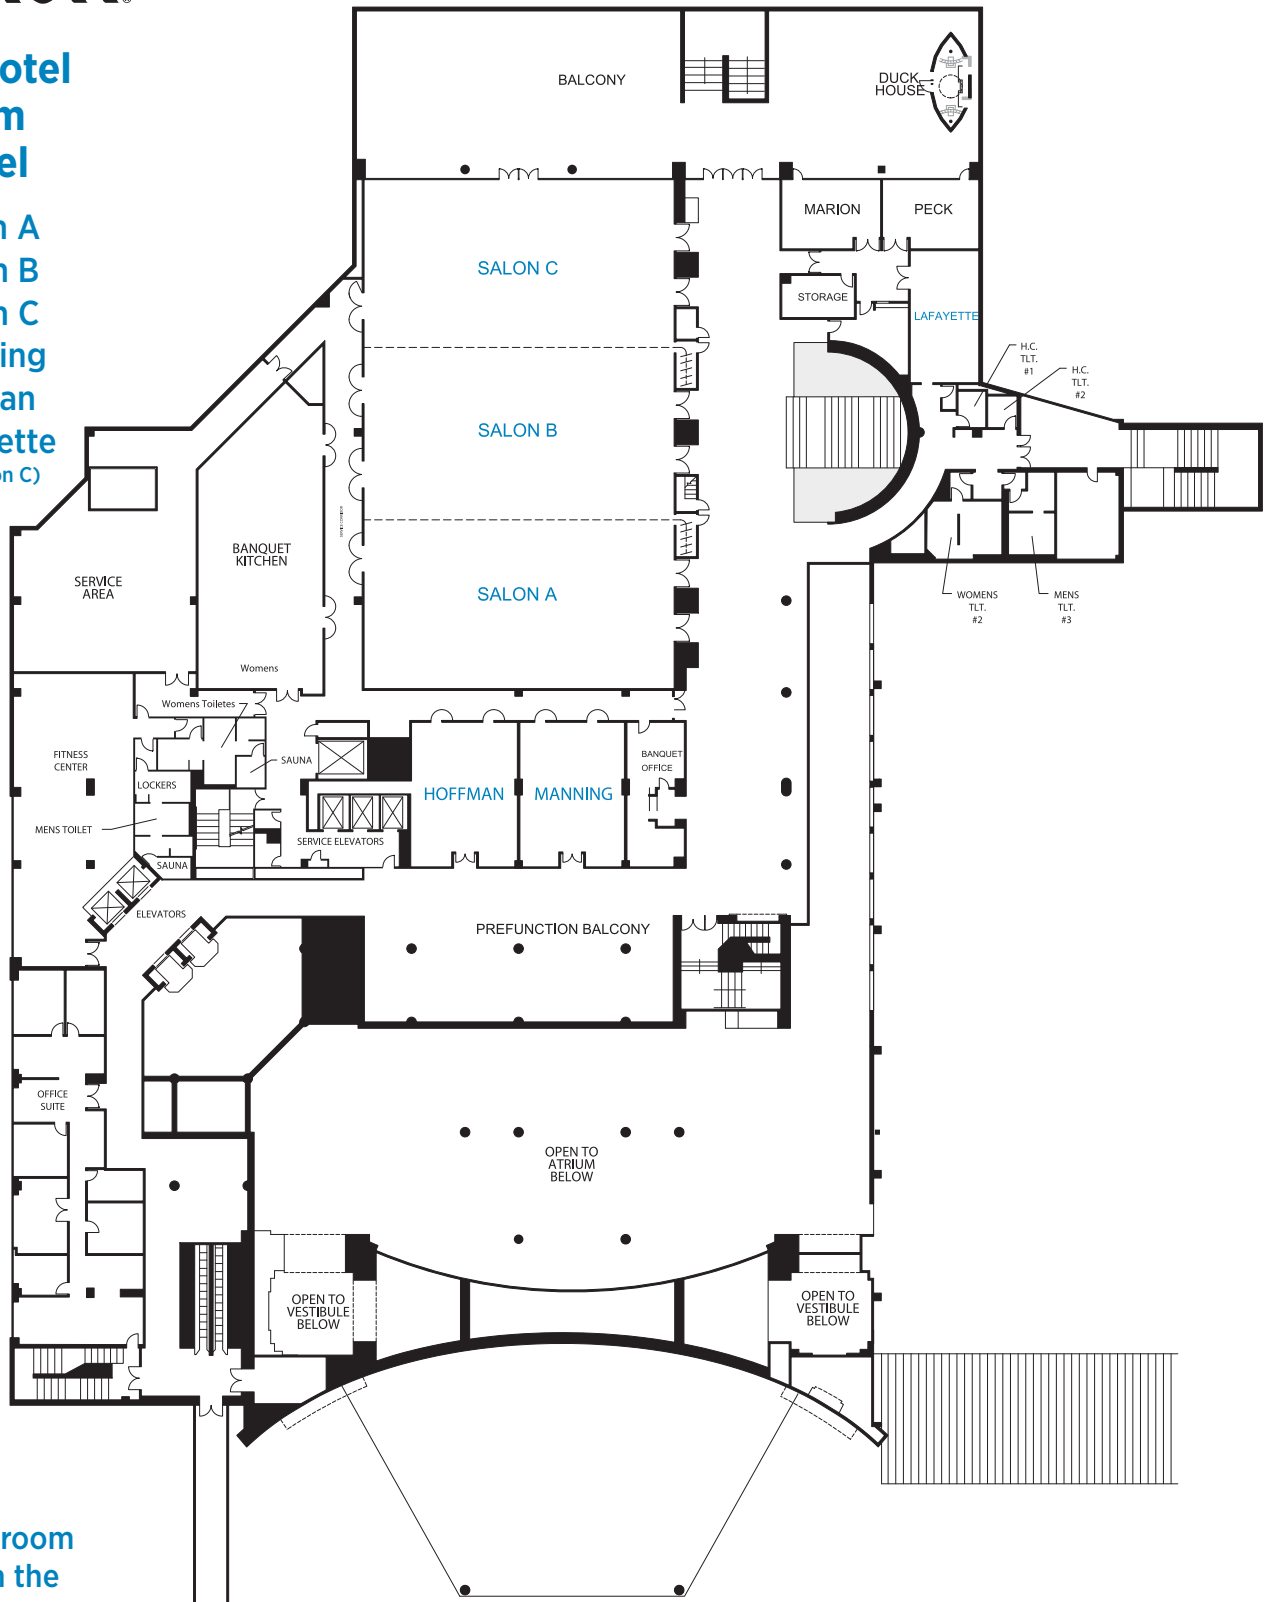 otel
m
el
n A
n B
n C
ing
an
ette
on C)
BALCONY
DUCK
HOUSE
MARION
PECK
SALON C
STORAGE
LAFAYETTE
H.C.
TLT.
#1
H.C.
TLT.
#2
SALON B
BANQUET
KITCHEN
SERVICE
AREA
SALON A
WOMENS
TLT.
#2
MENS
TLT.
#3
Womens
Womens Toiletes
FITNESS
CENTER
SAUNA
BANQUET
OFFICE
LOCKERS
HOFFMAN
MANNING
MENS TOILET
SERVICE ELEVATORS
SAUNA
ELEVATORS
PREFUNCTION BALCONY
OFFICE
SUITE
OPEN TO
ATRIUM
BELOW
OPEN TO
VESTIBULE
BELOW
OPEN TO
VESTIBULE
BELOW
room
n the